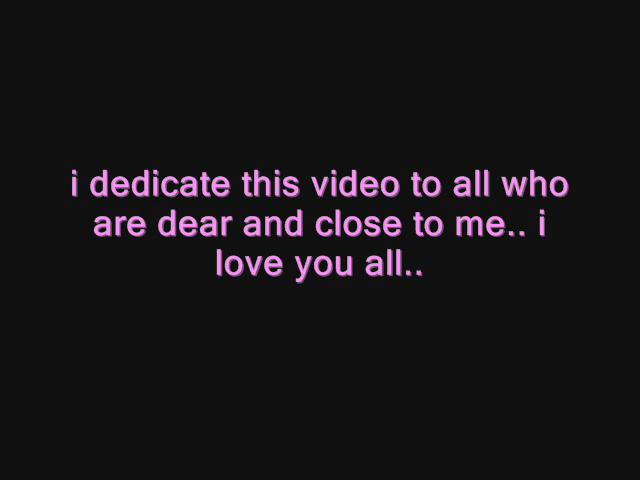 i dedicate this video to all who
are dear and close to me.. i
love you all..